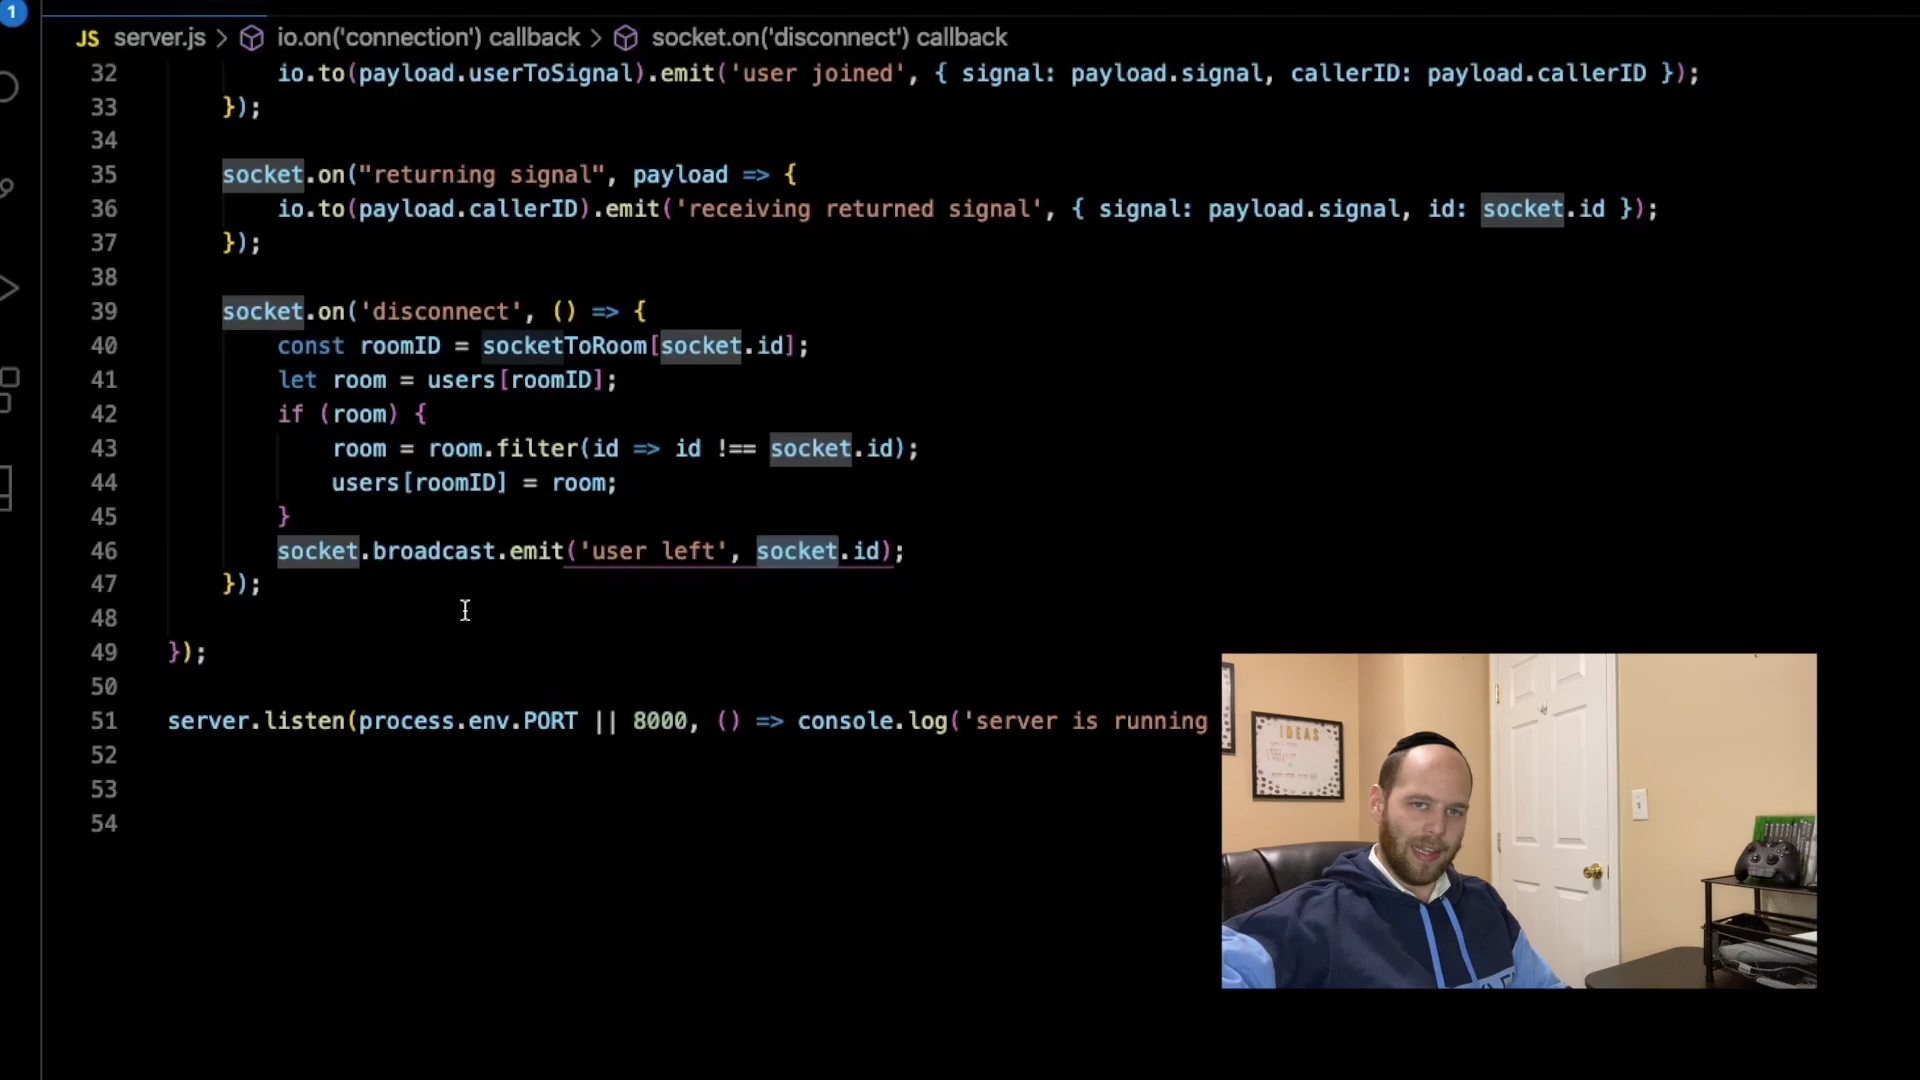 1
JS server.js > io.on('connection') callback > socket.on('disconnect') callback
32 io.to(payload.userToSignal).emit('user joined', { signal: payload.signal, callerID: payload.callerID });
33 });
34
35 socket.on("returning signal", payload => {
36 io.to(payload.callerID).emit('receiving returned signal', { signal: payload.signal, id: socket.id });
37 });
38
39 socket.on('disconnect', () => {
40 const roomID = socketToRoom[socket.id];
41 let room = users[roomID];
42 if (room) {
43 room = room.filter(id => id !== socket.id);
44 users[roomID] = room;
45 }
46 socket.broadcast.emit('user left', socket.id);
47 });
48
49 });
50
51 server.listen(process.env.PORT || 8000, () => console.log('server is running
52
53
54
IDEAS